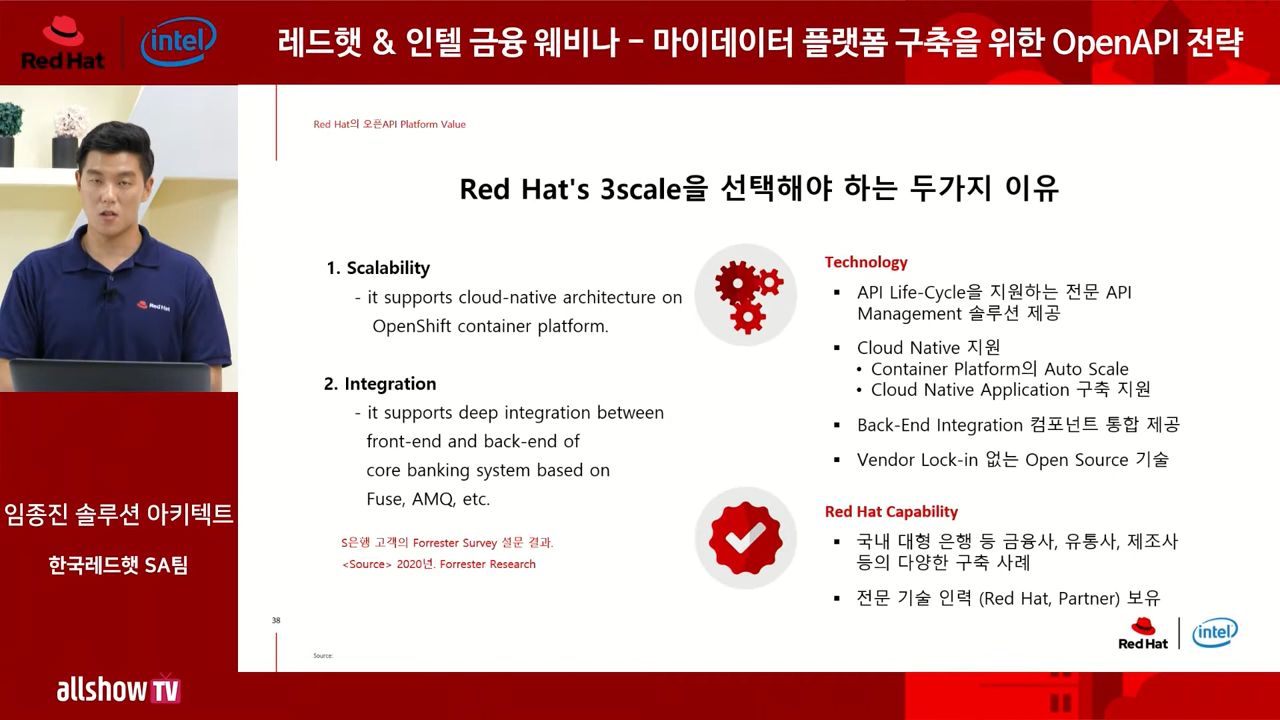 Red Hat
intel
레드햇 & 인텔 금융 웨비나 – 마이데이터 플랫폼 구축을 위한 OpenAPI 전략
Red Hat의 오픈API Platform Value
Red Hat's 3scale을 선택해야 하는 두가지 이유
1. Scalability
- it supports cloud-native architecture on
OpenShift container platform.
2. Integration
- it supports deep integration between
front-end and back-end of
core banking system based on
Fuse, AMQ, etc.
S은행 고객의 Forrester Survey 설문 결과.
<Source> 2020년. Forrester Research
Technology
▪ API Life-Cycle을 지원하는 전문 API
Management 솔루션 제공
▪ Cloud Native 지원
• Container Platform의 Auto Scale
• Cloud Native Application 구축 지원
▪ Back-End Integration 컴포넌트 통합 제공
▪ Vendor Lock-in 없는 Open Source 기술
Red Hat Capability
▪ 국내 대형 은행 등 금융사, 유통사, 제조사
등의 다양한 구축 사례
▪ 전문 기술 인력 (Red Hat, Partner) 보유
38
Source:
Red Hat
intel
Red Hat
임종진 솔루션 아키텍트
한국레드햇 SA팀
allshow TV